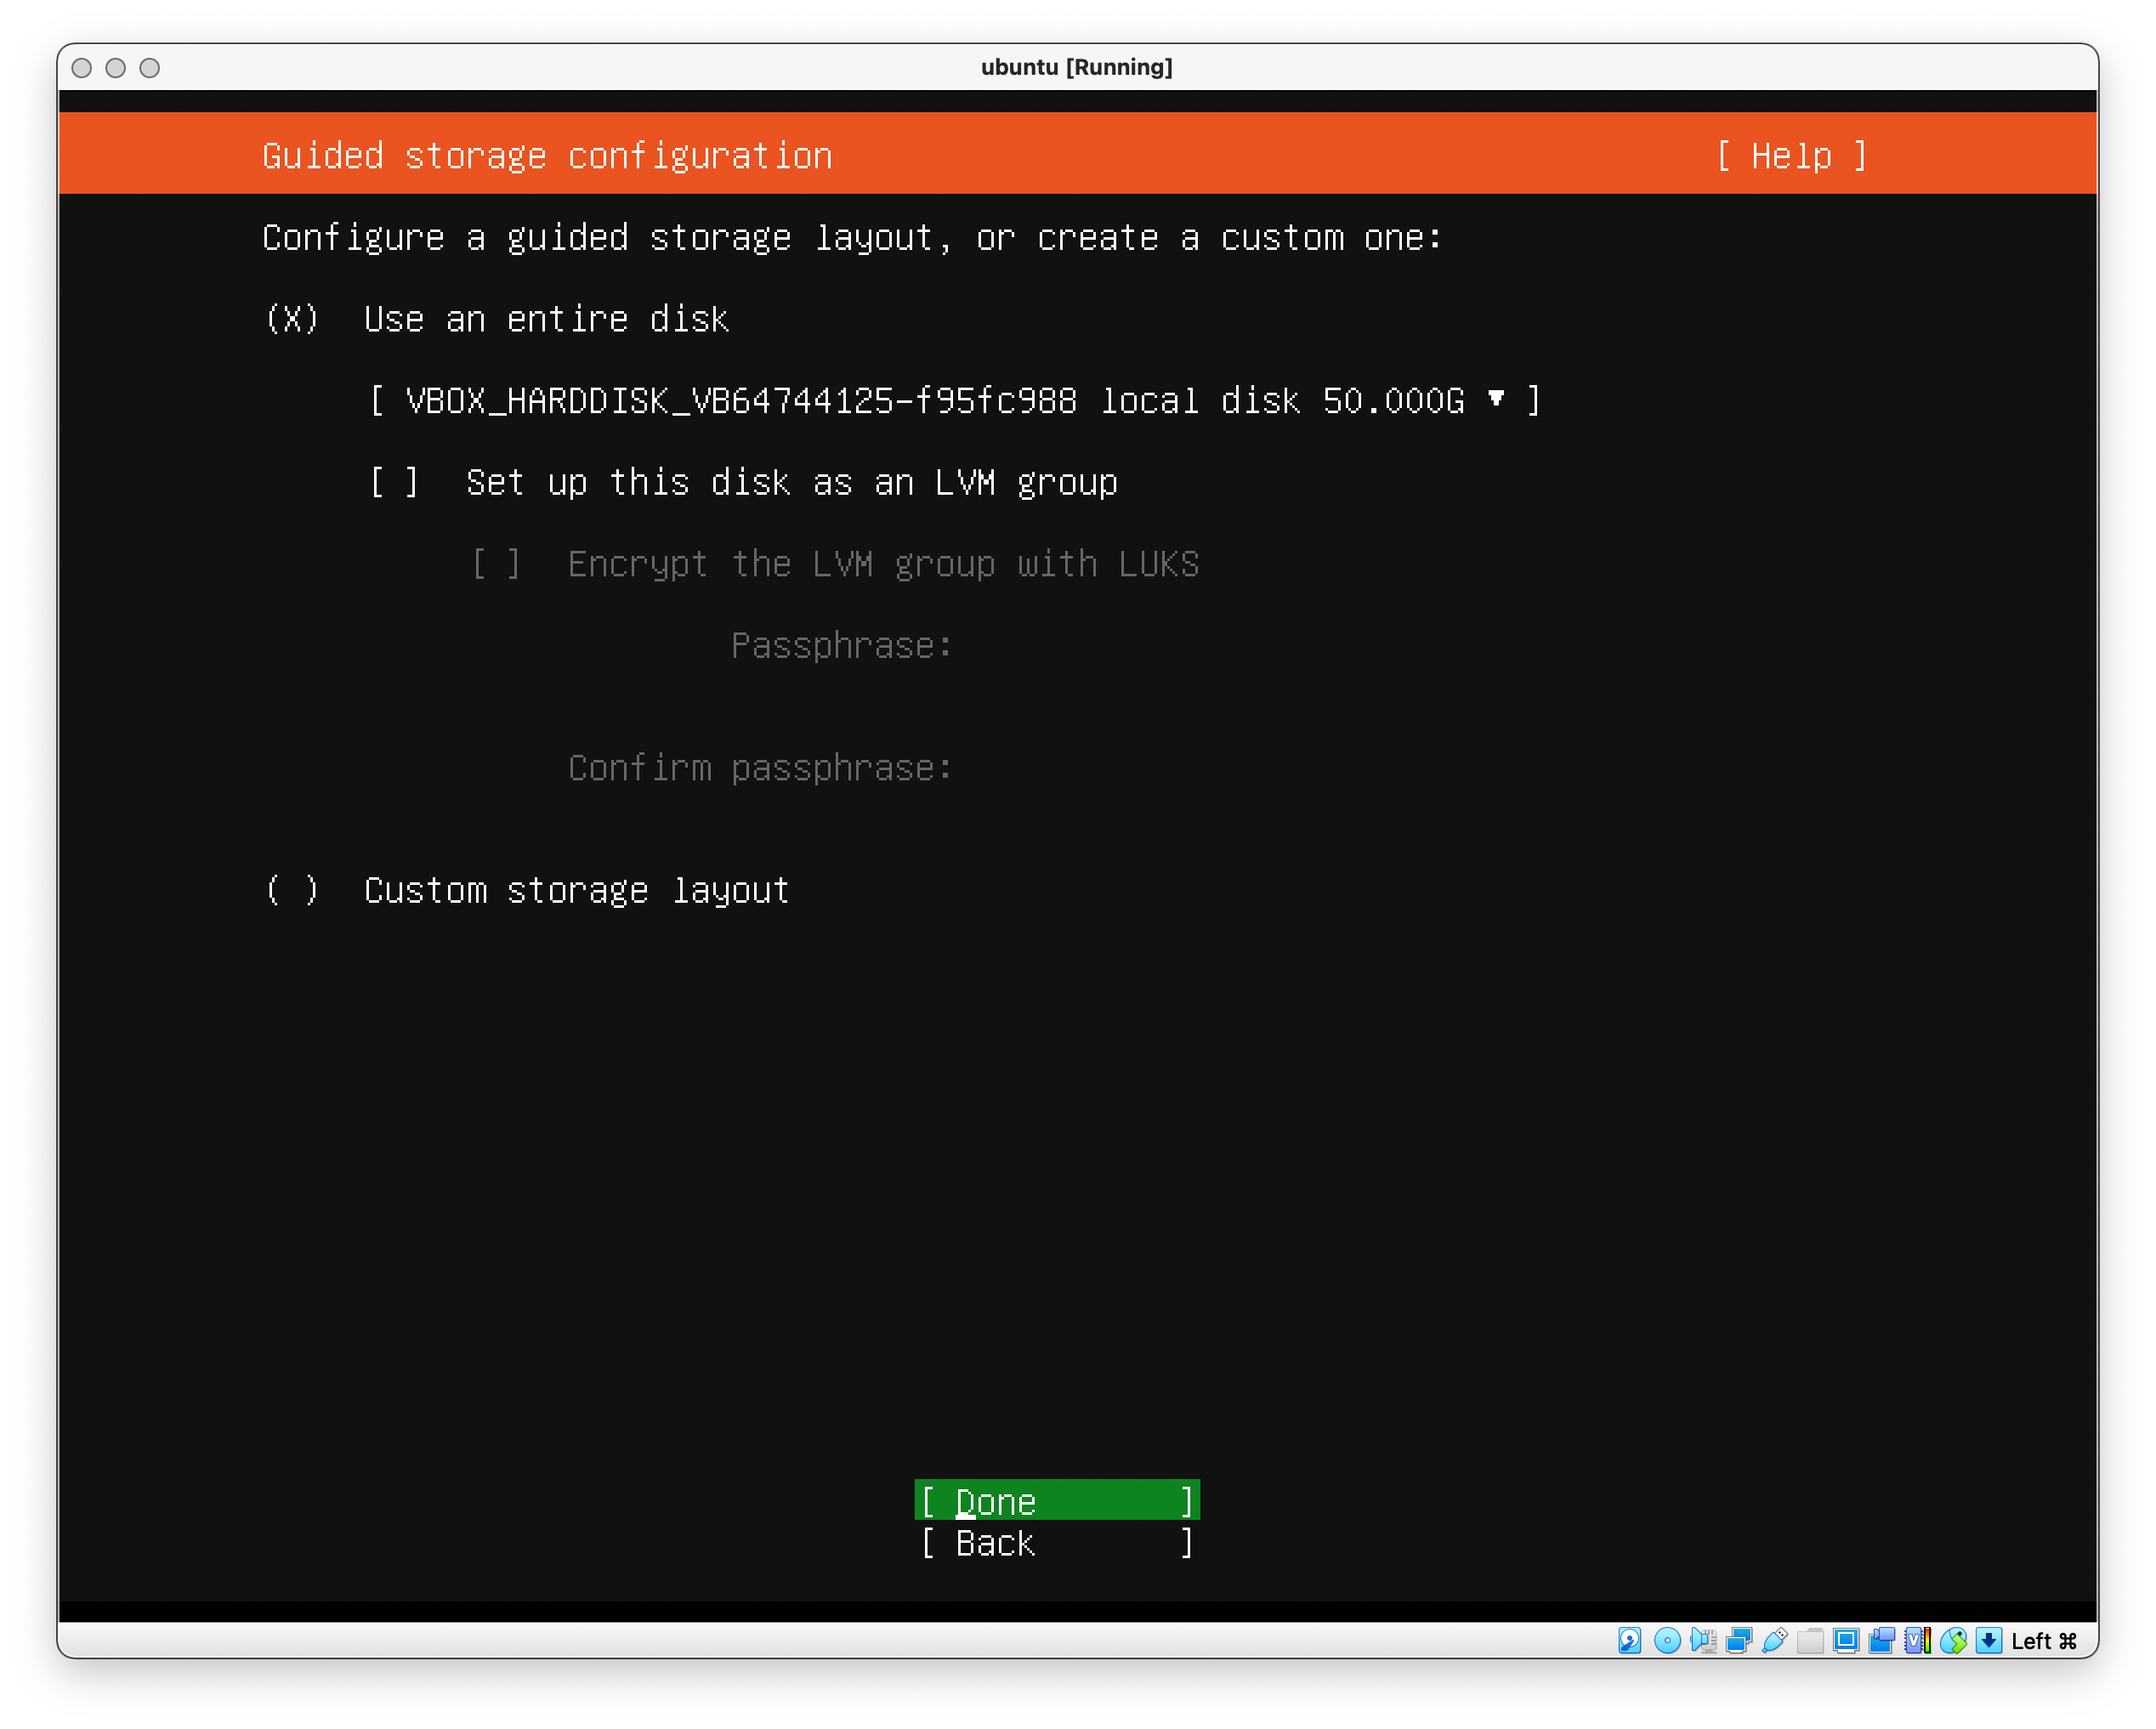 ubuntu [Running]
Guided storage configuration [ Help ]
Configure a guided storage layout, or create a custom one:
(X) Use an entire disk
[ VBOX_HARDDISK_VB64744125-f95fc988 local disk 50.000G ▾ ]
[ ] Set up this disk as an LVM group
[ ] Encrypt the LVM group with LUKS
Passphrase:
Confirm passphrase:
( ) Custom storage layout
[ Done ]
[ Back ]
Left ⌘